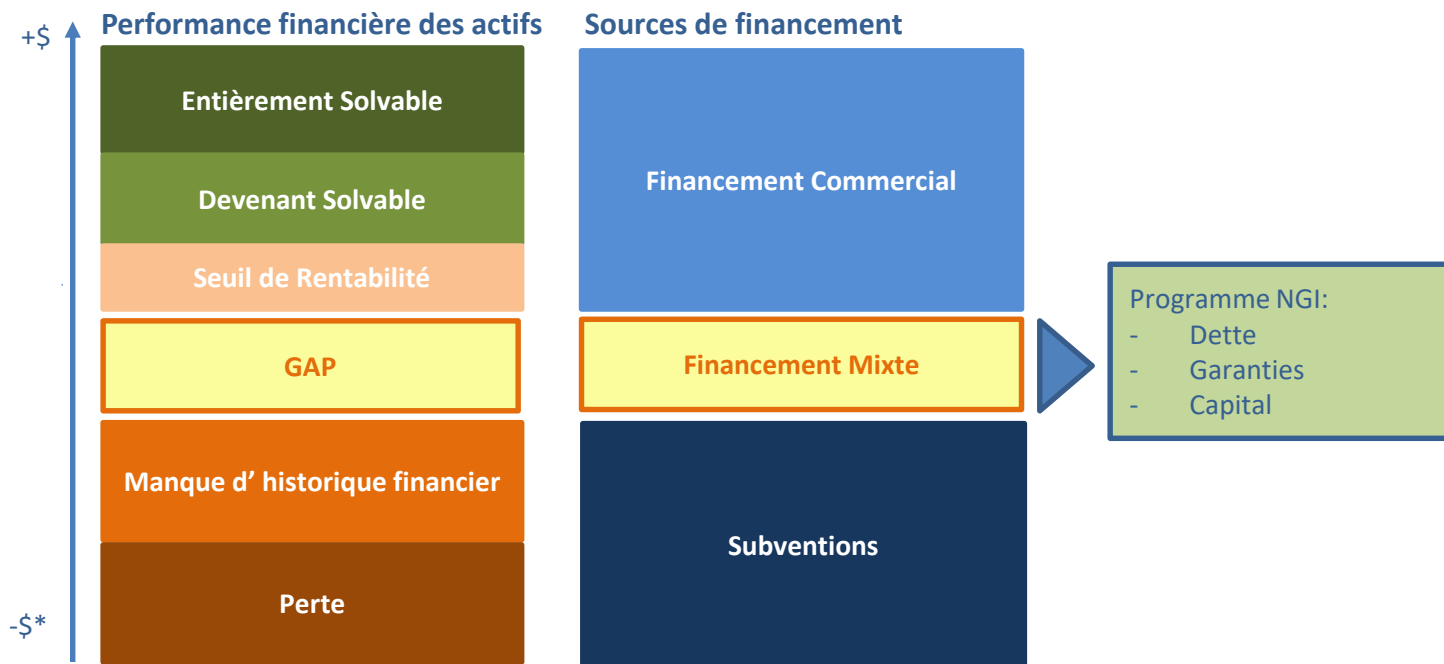 +$
Performance financière des actifs
Sources de financement
Entièrement Solvable
Devenant Solvable
Seuil de Rentabilité
GAP
Manque d’ historique financier
Perte
-$*
Financement Commercial
Financement Mixte
Subventions
Programme NGI:
- Dette
- Garanties
- Capital